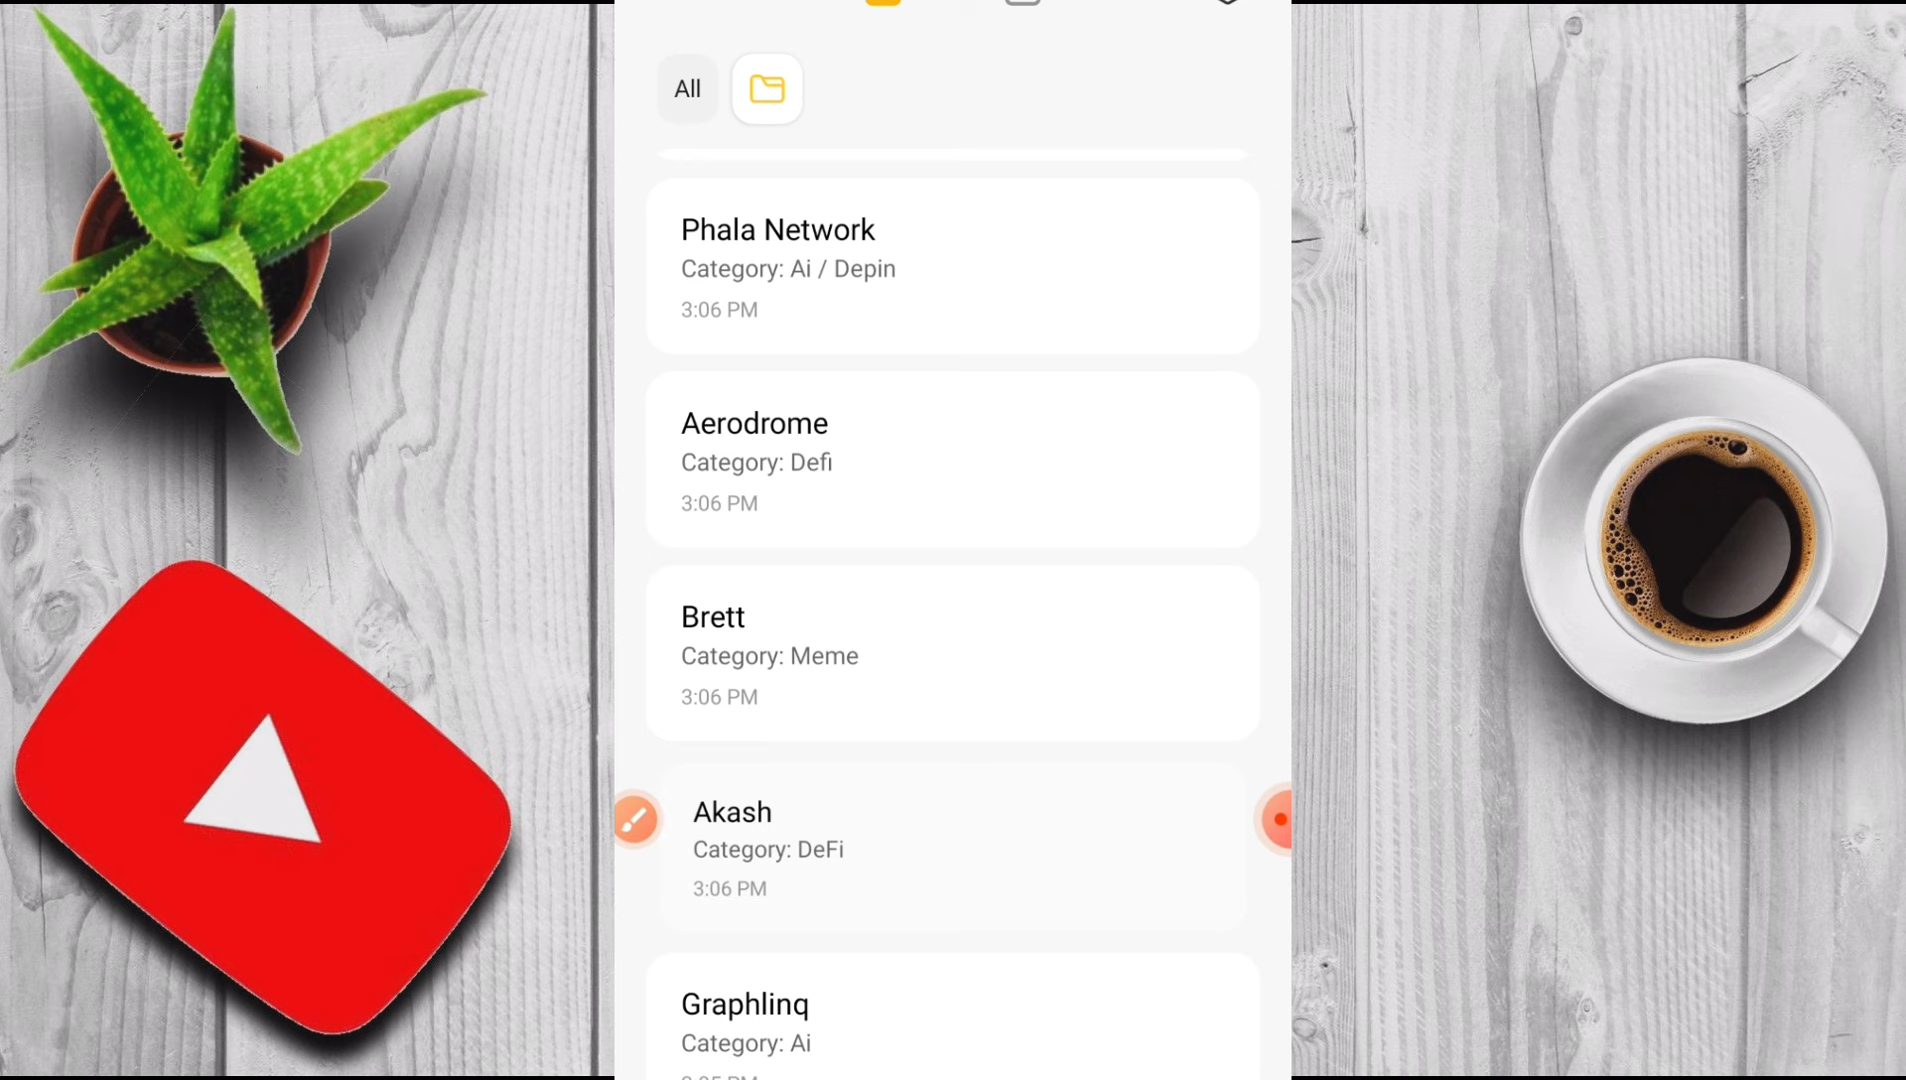 All
Phala Network
Category: Ai / Depin
3:06 PM
Aerodrome
Category: Defi
3:06 PM
Brett
Category: Meme
3:06 PM
Akash
Category: DeFi
3:06 PM
Graphlinq
Category: Ai